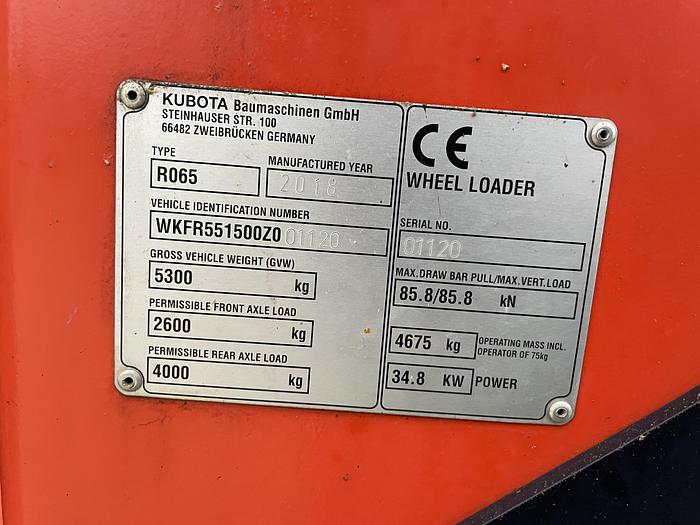 KUBOTA Baumaschinen GmbH
STEINHAUSER STR. 100
66482 ZWEIBRÜCKEN GERMANY
TYPE
R065
MANUFACTURED YEAR
2018
VEHICLE IDENTIFICATION NUMBER
WKFR551500Z001120
GROSS VEHICLE WEIGHT (GVW)
5300 kg
PERMISSIBLE FRONT AXLE LOAD
2600 kg
PERMISSIBLE REAR AXLE LOAD
4000 kg
CE
WHEEL LOADER
SERIAL NO.
01120
MAX.DRAW BAR PULL/MAX.VERT.LOAD
85.8/85.8 kN
4675 kg
OPERATING MASS INCL.
OPERATOR OF 75kg
34.8 KW POWER